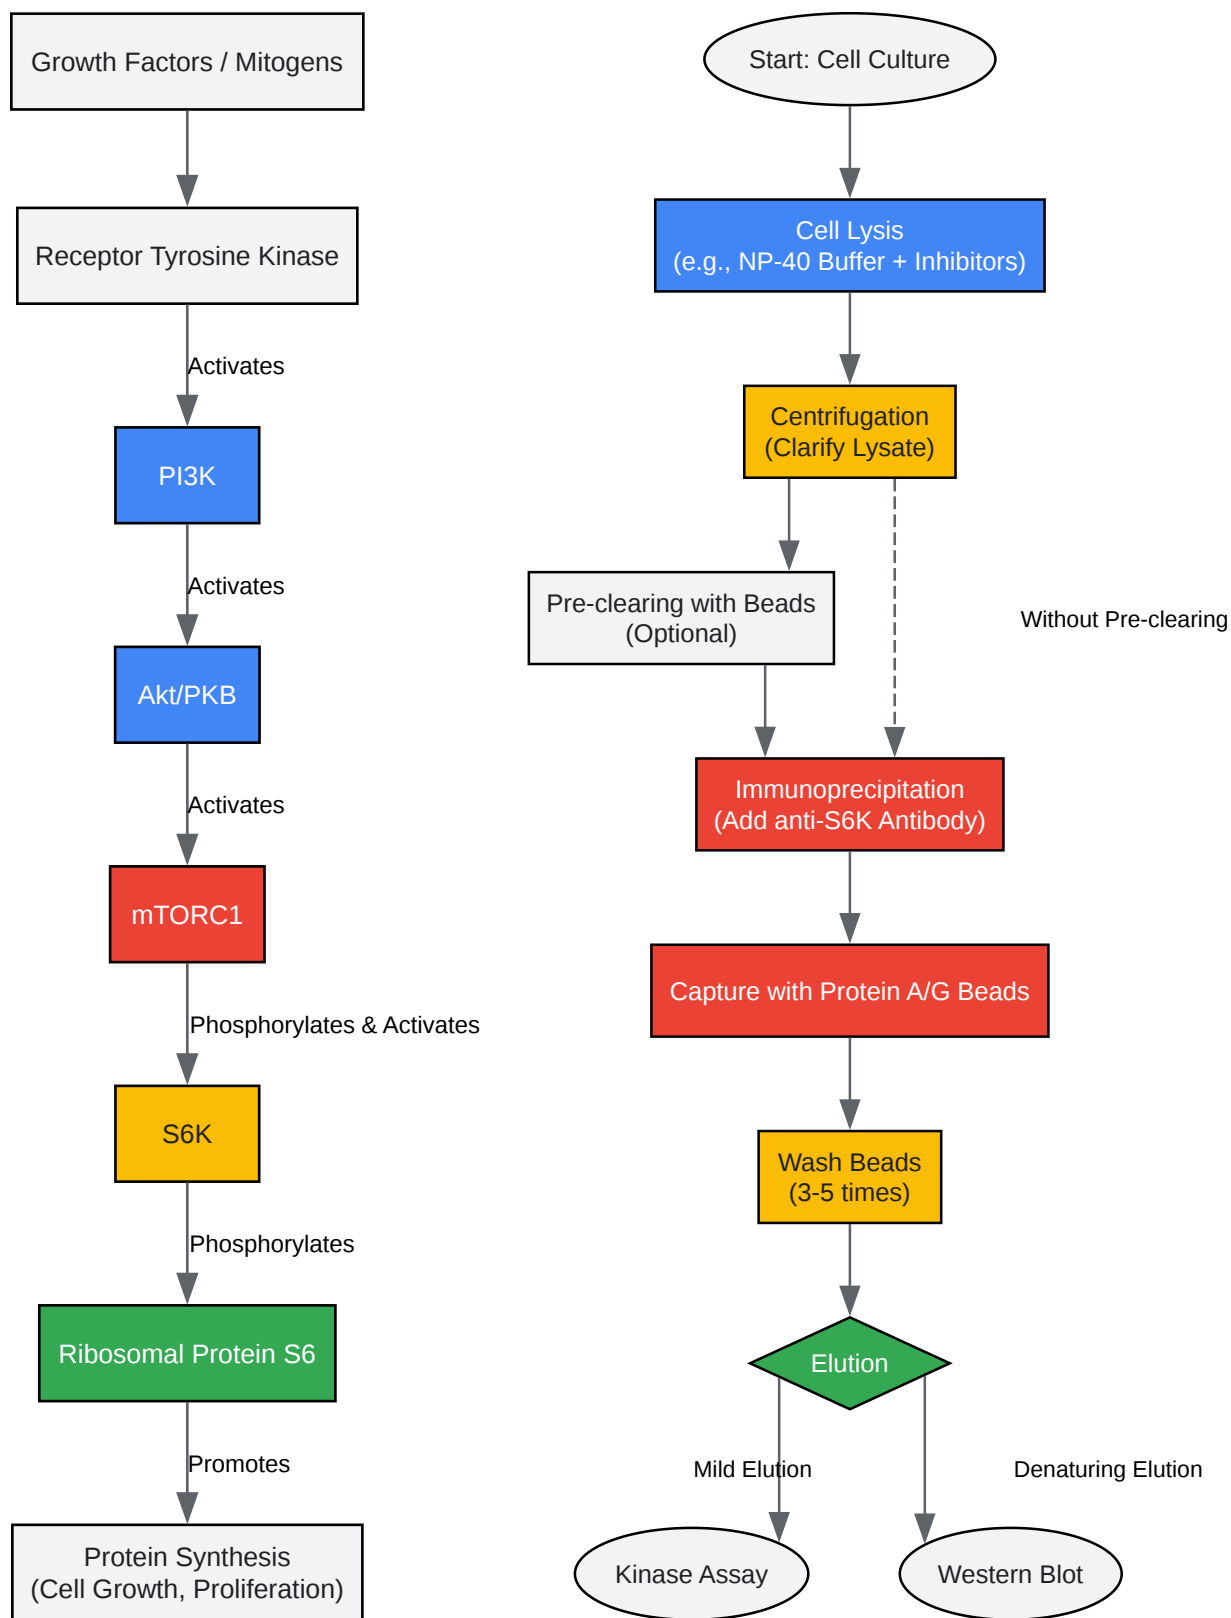 Growth Factors / Mitogens
Receptor Tyrosine Kinase
Activates
PI3K
Activates
Akt/PKB
Activates
mTORC1
Phosphorylates & Activates
S6K
Phosphorylates
Ribosomal Protein S6
Promotes
Protein Synthesis
(Cell Growth, Proliferation)
Start: Cell Culture
Cell Lysis
(e.g., NP-40 Buffer + Inhibitors)
Centrifugation
(Clarify Lysate)
Pre-clearing with Beads
(Optional)
Without Pre-clearing
Immunoprecipitation
(Add anti-S6K Antibody)
Capture with Protein A/G Beads
Wash Beads
(3-5 times)
Elution
Mild Elution
Denaturing Elution
Kinase Assay
Western Blot